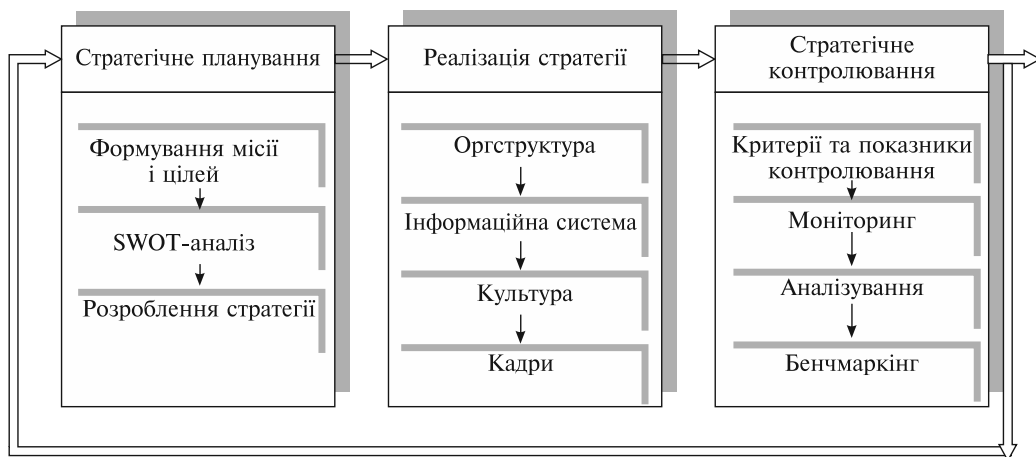 Стратегічне планування
Формування місії
і цілей
SWOT-аналіз
Розроблення стратегії
Реалізація стратегії
Оргструктура
Інформаційна система
Культура
Кадри
Стратегічне
контролювання
Критерії та показники
контролювання
Моніторинг
Аналізування
Бенчмаркінг